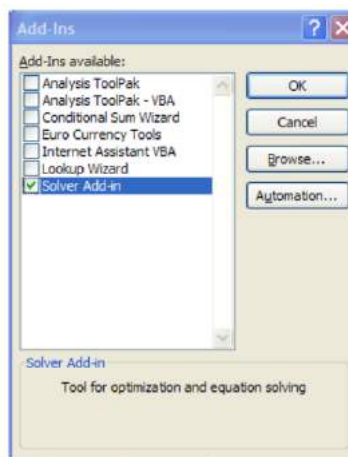 Add-Ins
Add-Ins available:
Analysis ToolPak
Analysis ToolPak - VBA
Conditional Sum Wizard
Euro Currency Tools
Internet Assistant VBA
Lookup Wizard
Solver Add-in
OK
Cancel
Browse...
Automation...
Solver Add-in
Tool for optimization and equation solving